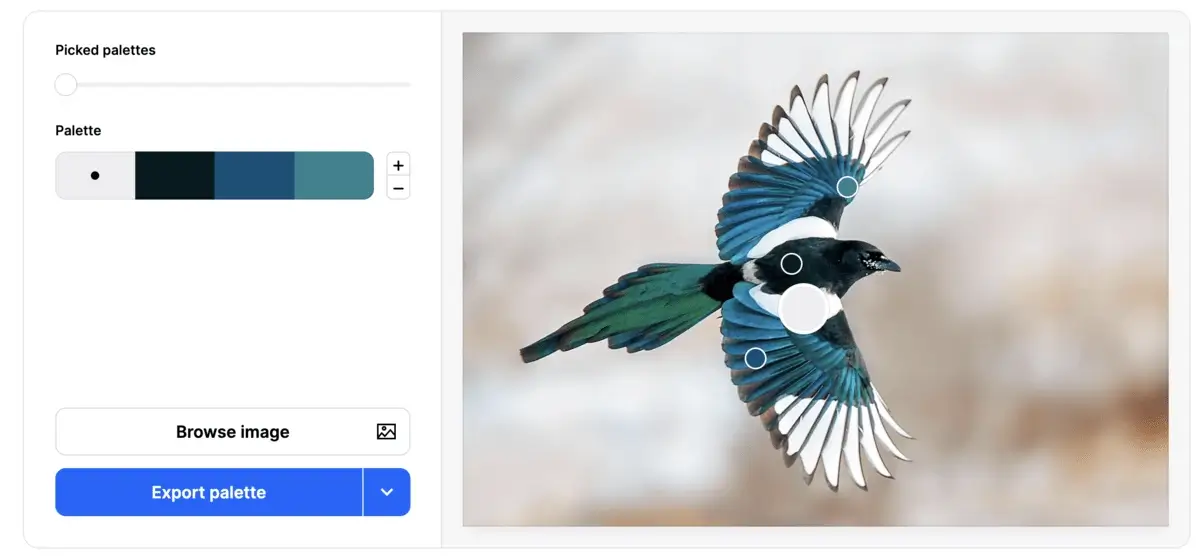 Picked palettes
Palette
+
−
Browse image
Export palette